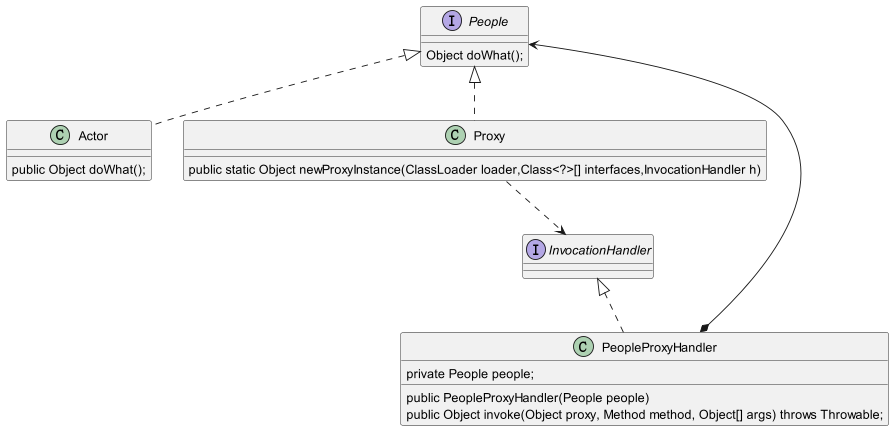 I People
Object doWhat();
C Actor
public Object doWhat();
C Proxy
public static Object newProxyInstance(ClassLoader loader,Class<?>[] interfaces,InvocationHandler h)
I InvocationHandler
C PeopleProxyHandler
private People people;
public PeopleProxyHandler(People people)
public Object invoke(Object proxy, Method method, Object[] args) throws Throwable;